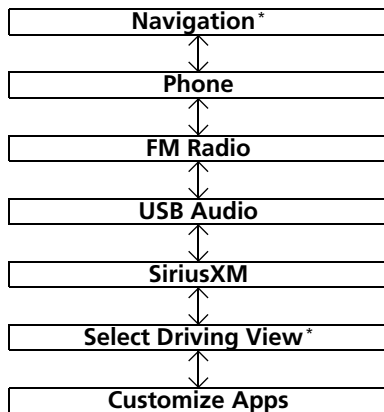 Navigation*
Phone
FM Radio
USB Audio
SiriusXM
Select Driving View*
Customize Apps